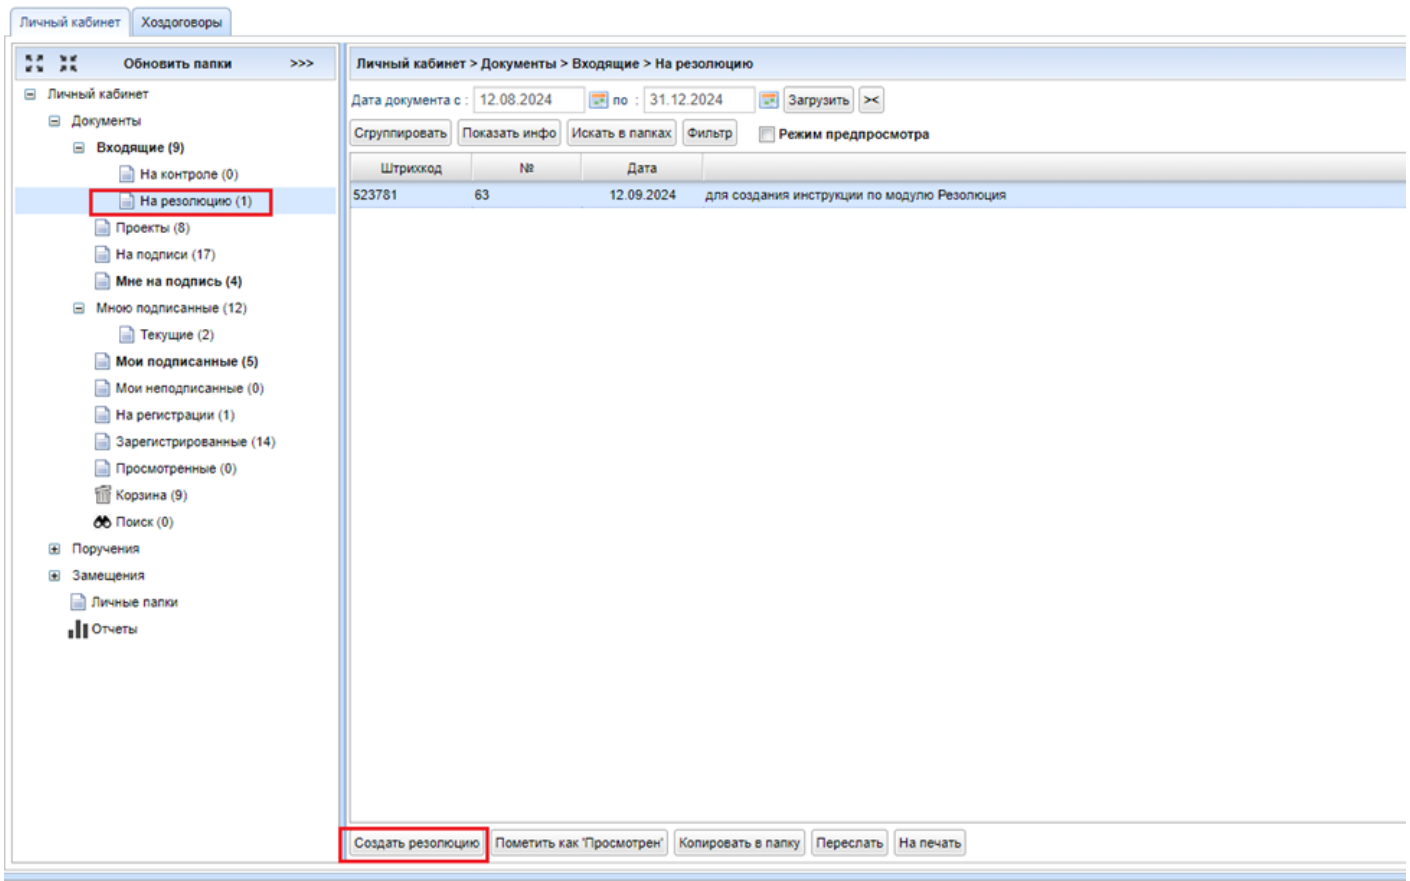 Личный кабинет Хоздоговоры
Обновить папки >>>
Личный кабинет
Документы
Входящие (9)
На контроле (0)
На резолюцию (1)
Проекты (8)
На подписи (17)
Мне на подпись (4)
Мною подписанные (12)
Текущие (2)
Мои подписанные (5)
Мои неподписанные (0)
На регистрации (1)
Зарегистрированные (14)
Просмотренные (0)
Корзина (9)
Поиск (0)
Поручения
Замещения
Личные папки
Отчеты
Личный кабинет > Документы > Входящие > На резолюцию
Дата документа с : 12.08.2024 по : 31.12.2024 Загрузить ><
Сгруппировать Показать инфо Искать в папках Фильтр Режим предпросмотра
Штрихкод № Дата
523781 63 12.09.2024 для создания инструкции по модулю Резолюция
Создать резолюцию Пометить как 'Просмотрен' Копировать в папку Переслать На печать